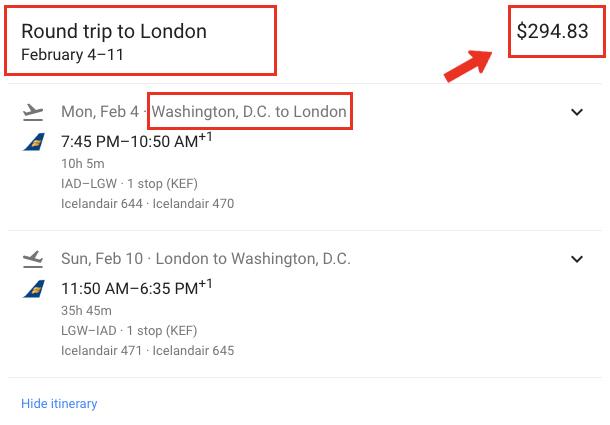 Round trip to London
$294.83
February 4–11
Mon, Feb 4 · Washington, D.C. to London
7:45 PM–10:50 AM+1
10h 5m
IAD–LGW · 1 stop (KEF)
Icelandair 644 · Icelandair 470
Sun, Feb 10 · London to Washington, D.C.
11:50 AM–6:35 PM+1
35h 45m
LGW–IAD · 1 stop (KEF)
Icelandair 471 · Icelandair 645
Hide itinerary